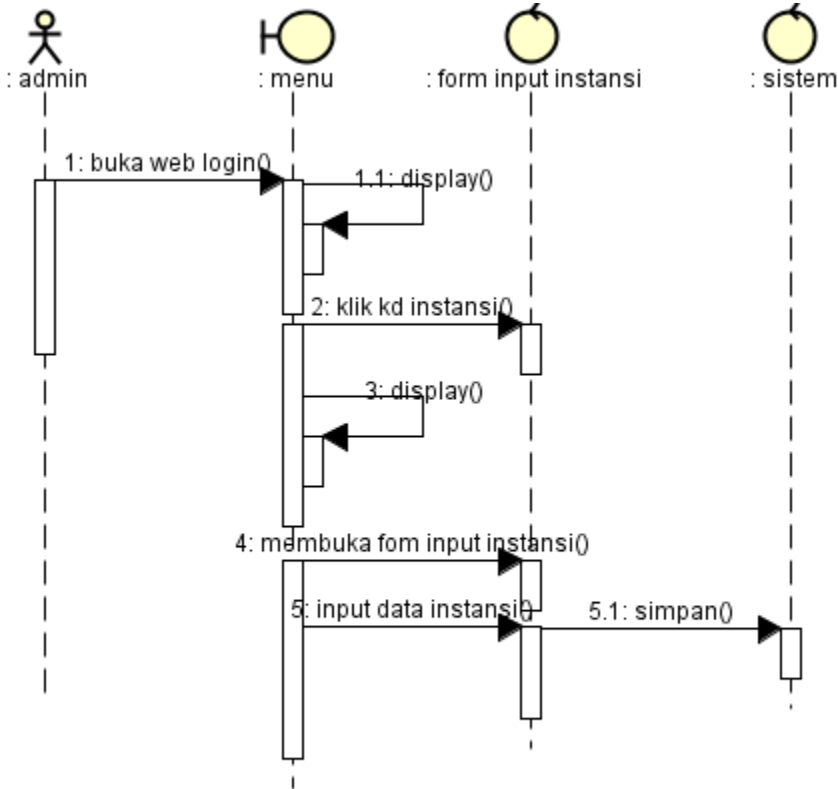 : admin
: menu
: form input instansi
: sistem
1: buka web login()
1.1: display()
2: klik kd instansi()
3: display()
4: membuka fom input instansi()
5: input data instansi()
5.1: simpan()